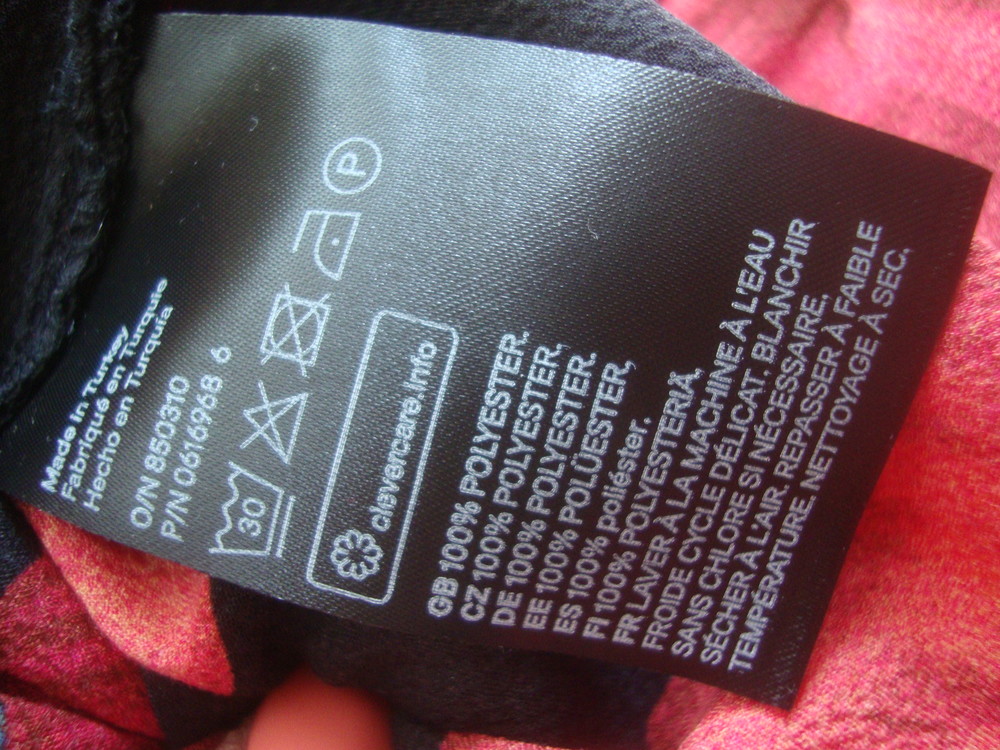 Made in Turkey
Fabriqué en Turquie
Hecho en Turquía
O/N 850310
P/N 0616968 6
30
P
clevercare.info
GB 100% POLYESTER.
CZ 100% POLYESTER,
DE 100% POLYESTER.
EE 100% POLÜESTER,
ES 100% poliéster.
FI 100% POLYESTERIÄ,
FR LAVER À LA MACHINE À L'EAU
FROIDE CYCLE DÉLICAT, BLANCHIR
SANS CHLORE SI NÉCESSAIRE,
SÉCHER À L'AIR, REPASSER À FAIBLE
TEMPÉRATURE, NETTOYAGE À SEC,